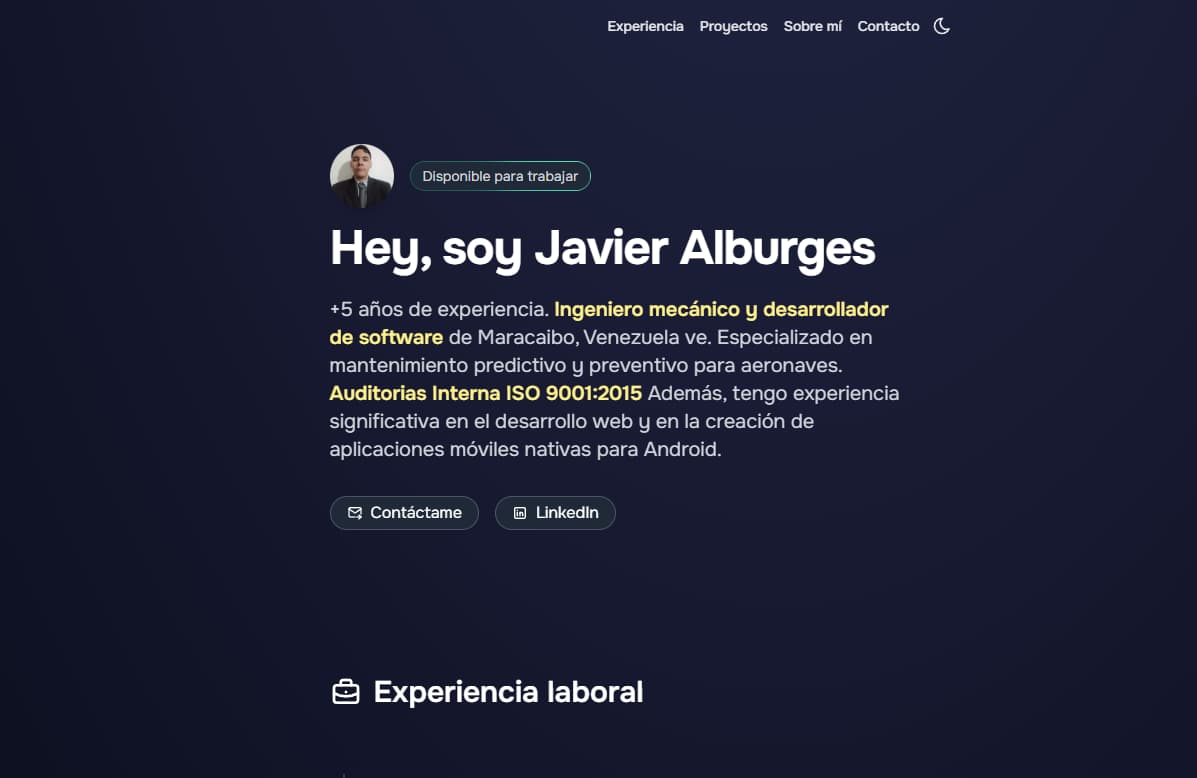 Experiencia Proyectos Sobre mí Contacto
Disponible para trabajar
Hey, soy Javier Alburges
+5 años de experiencia. Ingeniero mecánico y desarrollador
de software de Maracaibo, Venezuela ve. Especializado en
mantenimiento predictivo y preventivo para aeronaves.
Auditorias Interna ISO 9001:2015 Además, tengo experiencia
significativa en el desarrollo web y en la creación de
aplicaciones móviles nativas para Android.
Contáctame LinkedIn
Experiencia laboral